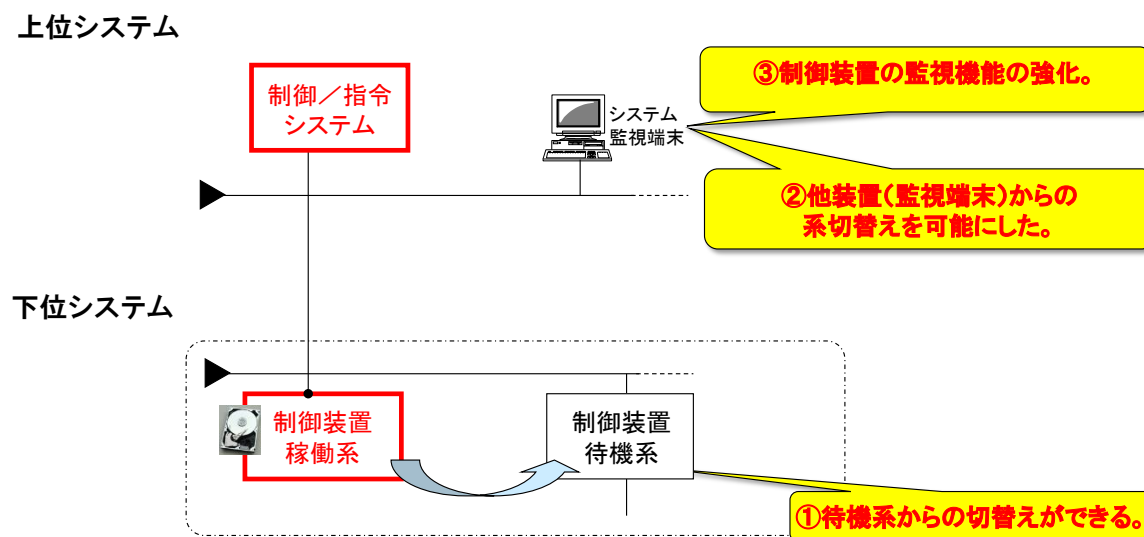 上位システム
制御／指令
システム
システム
監視端末
③制御装置の監視機能の強化。
②他装置（監視端末）からの
系切替えを可能にした。
下位システム
制御装置
稼働系
制御装置
待機系
①待機系からの切替えができる。